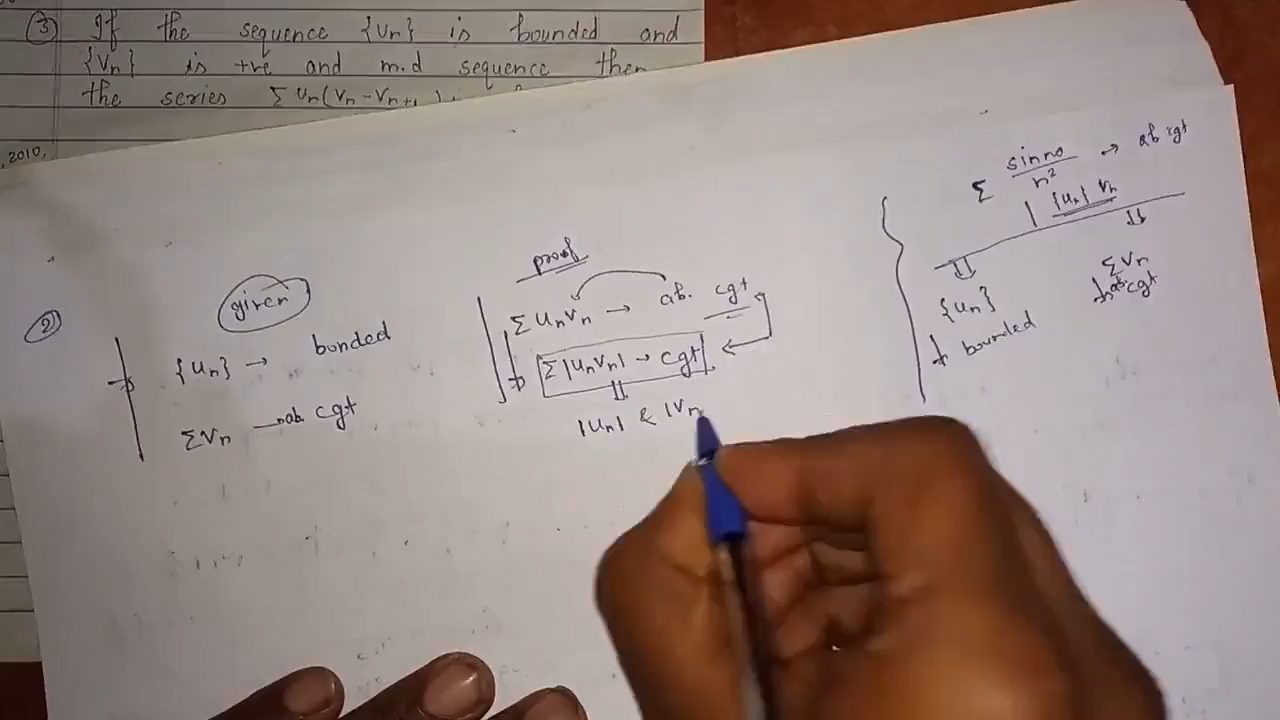 ③ If the sequence {Un} is bounded and
{Vn} is +ve and m.d sequence then
the series Σ Un(Vn-Vn+1)
, 2010,
②
given
{Un} → bonded
ΣVn → ab. cgt
proof
ΣUnVn → ab. cgt
Σ|UnVn| → cgt
⇓
|Un| & |Vn
Σ sin nθ / n² → ab cgt
{Un} Vn
⇓ ⇓
{Un}
bounded
ΣVn
ab cgt